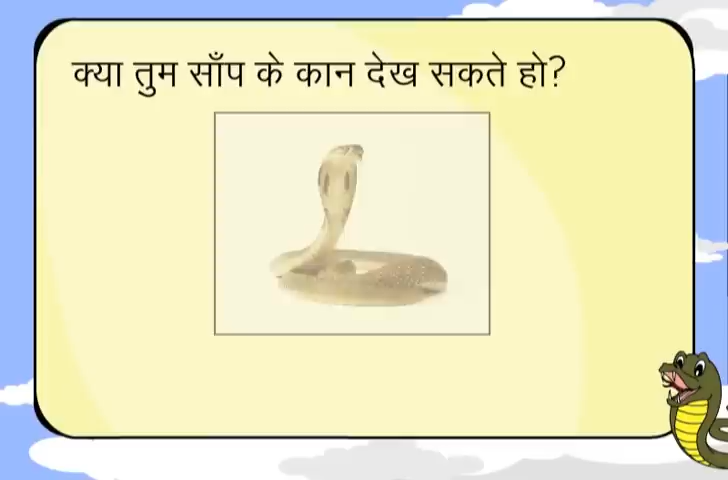 क्या तुम साँप के कान देख सकते हो?